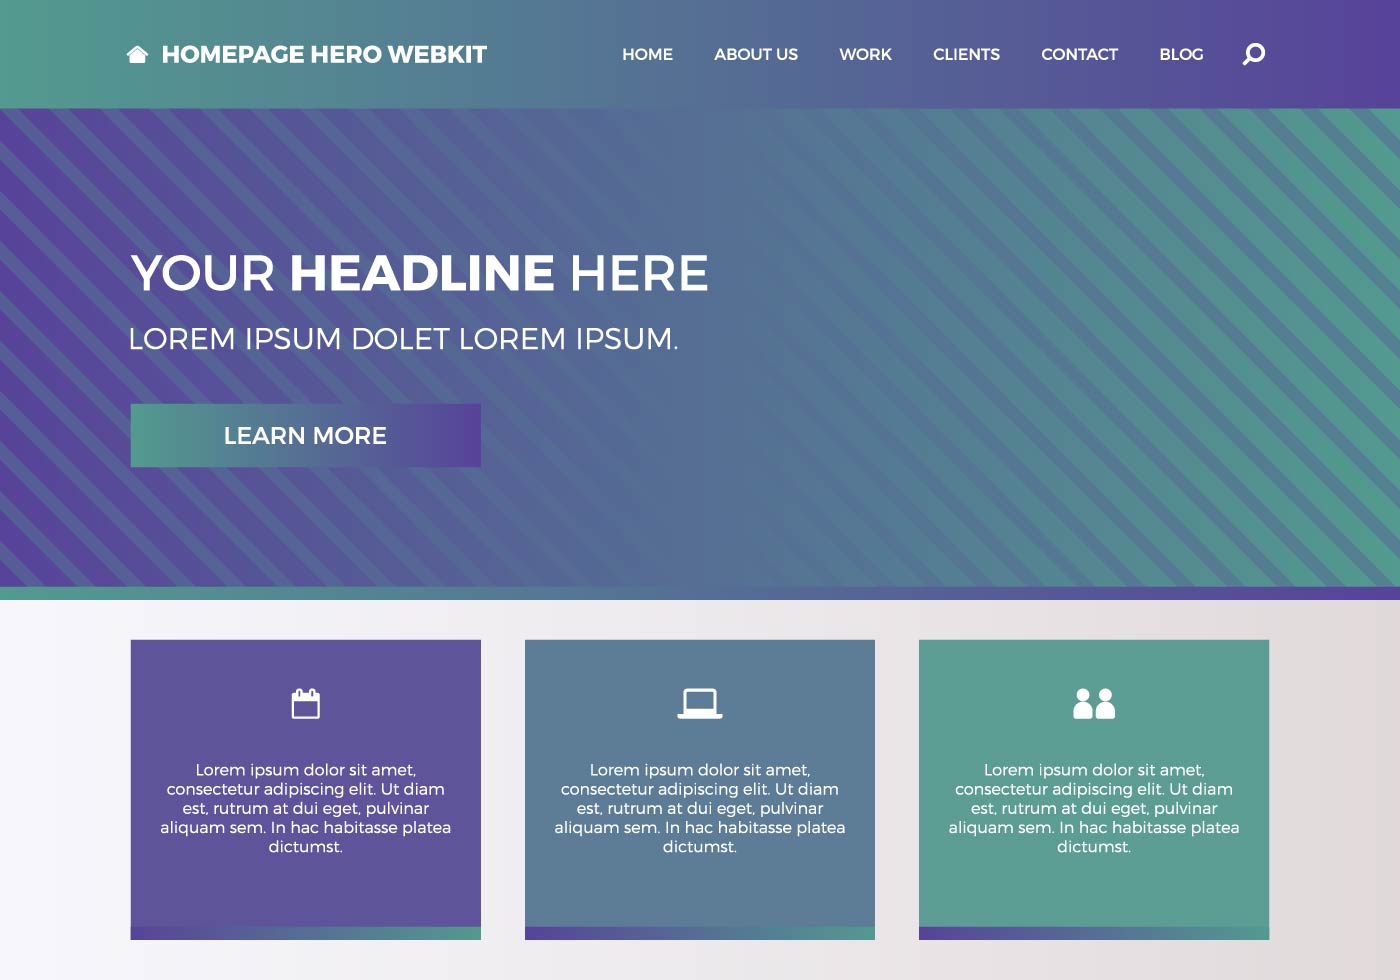 HOMEPAGE HERO WEBKIT
HOME ABOUT US WORK CLIENTS CONTACT BLOG
YOUR HEADLINE HERE
LOREM IPSUM DOLET LOREM IPSUM.
LEARN MORE
Lorem ipsum dolor sit amet,
consectetur adipiscing elit. Ut diam
est, rutrum at dui eget, pulvinar
aliquam sem. In hac habitasse platea
dictumst.
Lorem ipsum dolor sit amet,
consectetur adipiscing elit. Ut diam
est, rutrum at dui eget, pulvinar
aliquam sem. In hac habitasse platea
dictumst.
Lorem ipsum dolor sit amet,
consectetur adipiscing elit. Ut diam
est, rutrum at dui eget, pulvinar
aliquam sem. In hac habitasse platea
dictumst.